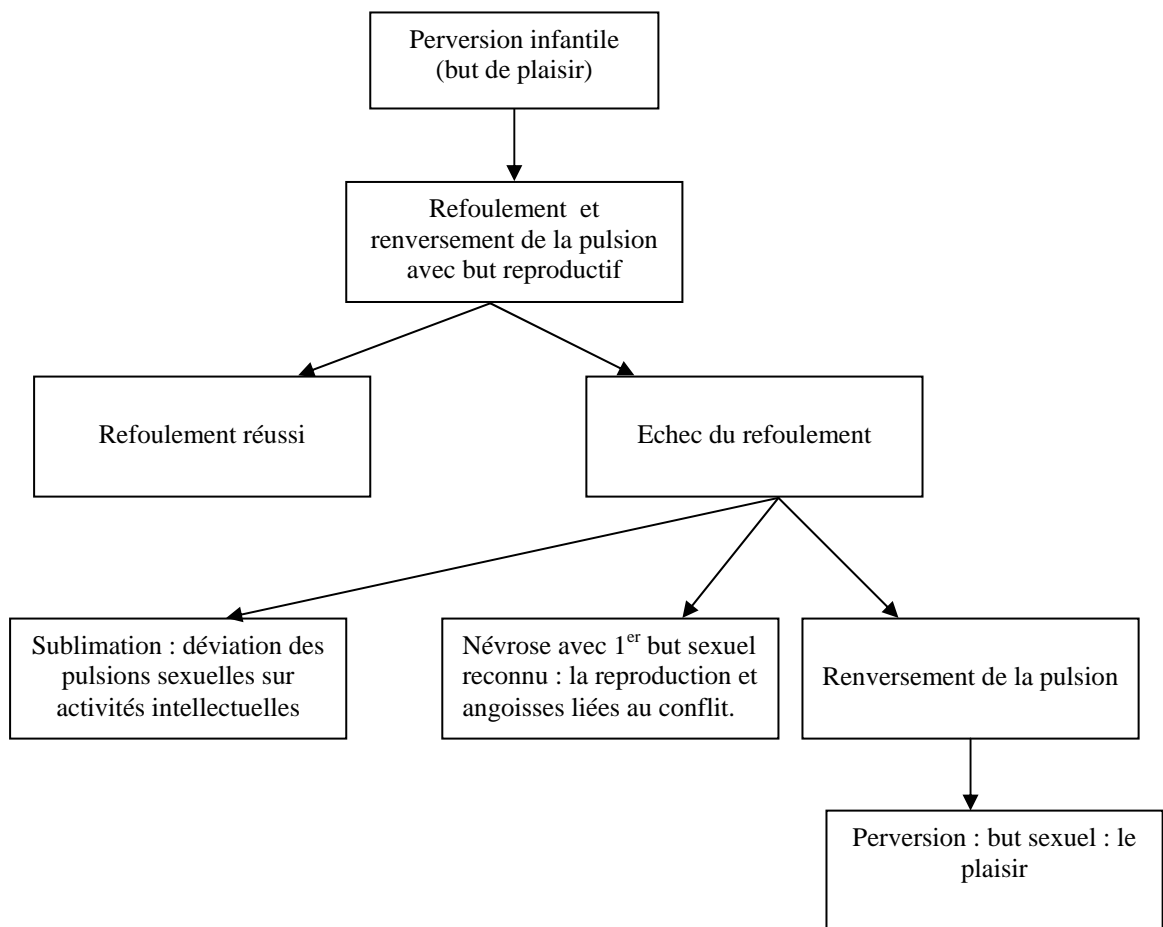 Perversion infantile
(but de plaisir)
Refoulement et
renversement de la pulsion
avec but reproductif
Refoulement réussi
Echec du refoulement
Sublimation : déviation des
pulsions sexuelles sur
activités intellectuelles
Névrose avec 1er but sexuel
reconnu : la reproduction et
angoisses liées au conflit.
Renversement de la pulsion
Perversion : but sexuel : le
plaisir